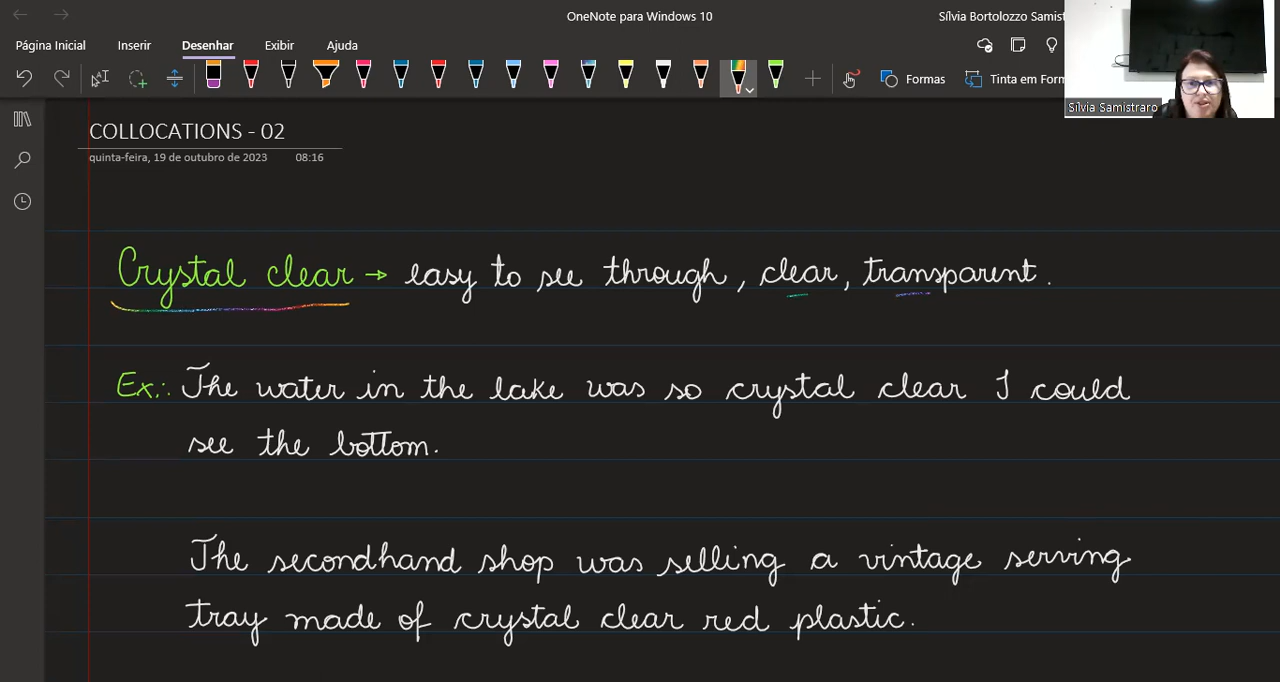 OneNote para Windows 10
Sílvia Bortolozzo Samist
Página Inicial Inserir Desenhar Exibir Ajuda
Formas Tinta em Form
Sílvia Samistraro
COLLOCATIONS - 02
quinta-feira, 19 de outubro de 2023 08:16
Crystal clear → easy to see through, clear, transparent.
Ex.: The water in the lake was so crystal clear I could
see the bottom.
The secondhand shop was selling a vintage serving
tray made of crystal clear red plastic.